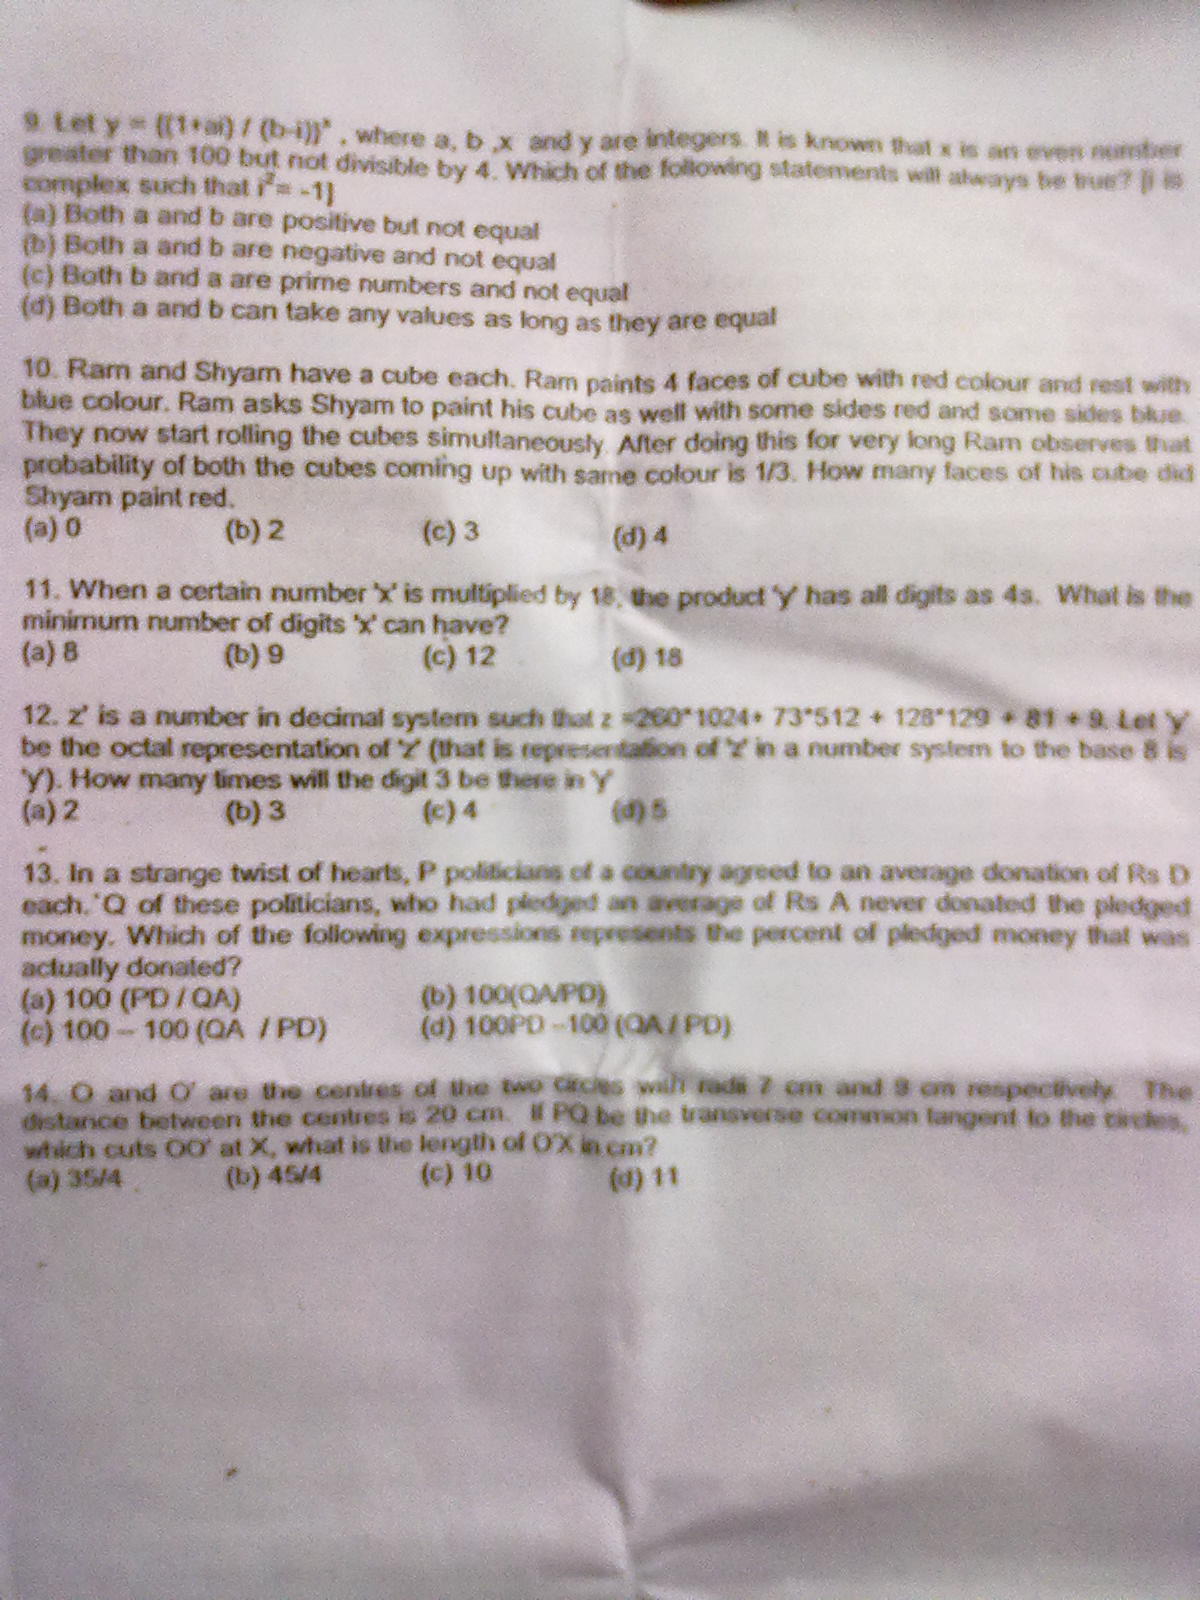 9. Let y = {(1+ai) / (b-i)}ˣ , where a, b ,x and y are integers. It is known that x is an even number
greater than 100 but not divisible by 4. Which of the following statements will always be true? [i is
complex such that i²= -1]
(a) Both a and b are positive but not equal
(b) Both a and b are negative and not equal
(c) Both b and a are prime numbers and not equal
(d) Both a and b can take any values as long as they are equal
10. Ram and Shyam have a cube each. Ram paints 4 faces of cube with red colour and rest with
blue colour. Ram asks Shyam to paint his cube as well with some sides red and some sides blue.
They now start rolling the cubes simultaneously. After doing this for very long Ram observes that
probability of both the cubes coming up with same colour is 1/3. How many faces of his cube did
Shyam paint red.
(a) 0 (b) 2 (c) 3 (d) 4
11. When a certain number 'x' is multiplied by 18, the product 'y' has all digits as 4s. What is the
minimum number of digits 'x' can have?
(a) 8 (b) 9 (c) 12 (d) 18
12. z' is a number in decimal system such that z =260*1024+ 73*512 + 128*129 + 81 + 9. Let 'Y'
be the octal representation of 'z' (that is representation of 'z' in a number system to the base 8 is
'Y'). How many times will the digit 3 be there in Y
(a) 2 (b) 3 (c) 4 (d) 5
13. In a strange twist of hearts, P politicians of a country agreed to an average donation of Rs D
each. 'Q of these politicians, who had pledged an average of Rs A never donated the pledged
money. Which of the following expressions represents the percent of pledged money that was
actually donated?
(a) 100 (PD / QA) (b) 100(QA/PD)
(c) 100 – 100 (QA / PD) (d) 100PD –100 (QA / PD)
14. O and O' are the centres of the two circles with radii 7 cm and 9 cm respectively. The
distance between the centres is 20 cm. If PQ be the transverse common tangent to the circles,
which cuts OO' at X, what is the length of O'X in cm?
(a) 35/4 (b) 45/4 (c) 10 (d) 11